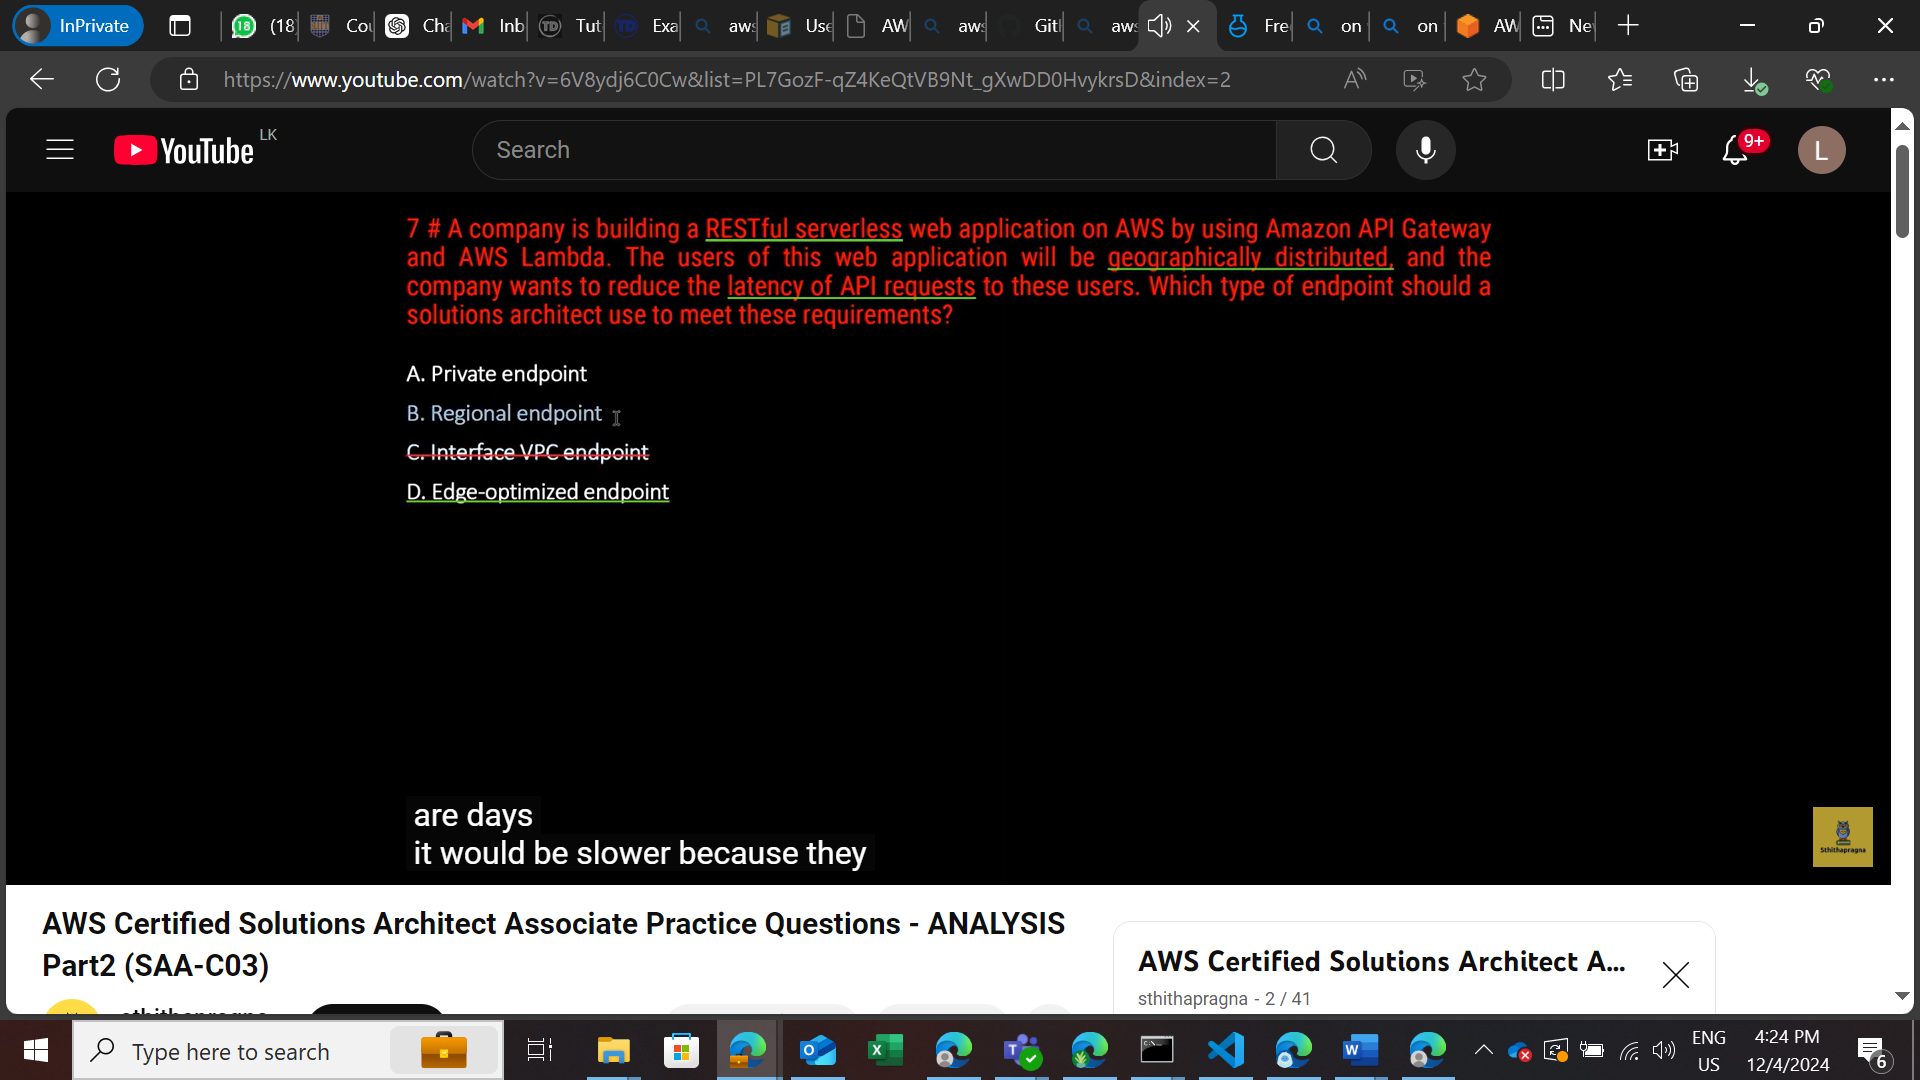 InPrivate
(18
Cou
Cha
Inb
Tut
Exa
aws
Use
AW
aws
Git
aws
Fre
on
on
AW
Ne
https://www.youtube.com/watch?v=6V8ydj6C0Cw&list=PL7GozF-qZ4KeQtVB9Nt_gXwDD0HvykrsD&index=2
YouTube LK
Search
9+
L
7 # A company is building a RESTful serverless web application on AWS by using Amazon API Gateway
and AWS Lambda. The users of this web application will be geographically distributed, and the
company wants to reduce the latency of API requests to these users. Which type of endpoint should a
solutions architect use to meet these requirements?
A. Private endpoint
B. Regional endpoint
C. Interface VPC endpoint
D. Edge-optimized endpoint
are days
it would be slower because they
Sthithapragna
AWS Certified Solutions Architect Associate Practice Questions - ANALYSIS
Part2 (SAA-C03)
AWS Certified Solutions Architect A...
sthithapragna - 2 / 41
sthithapragna
Type here to search
ENG
US
4:24 PM
12/4/2024
6